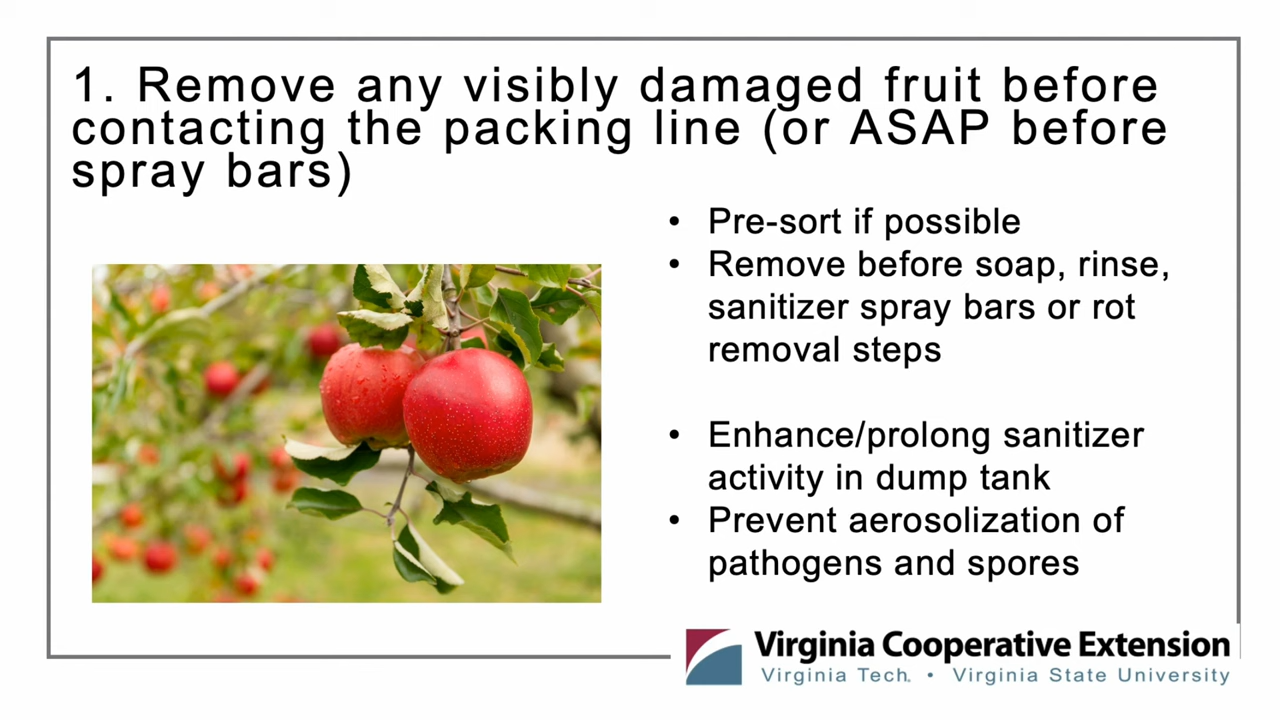 1. Remove any visibly damaged fruit before
contacting the packing line (or ASAP before
spray bars)
• Pre-sort if possible
• Remove before soap, rinse,
sanitizer spray bars or rot
removal steps
• Enhance/prolong sanitizer
activity in dump tank
• Prevent aerosolization of
pathogens and spores
Virginia Cooperative Extension
Virginia Tech. • Virginia State University